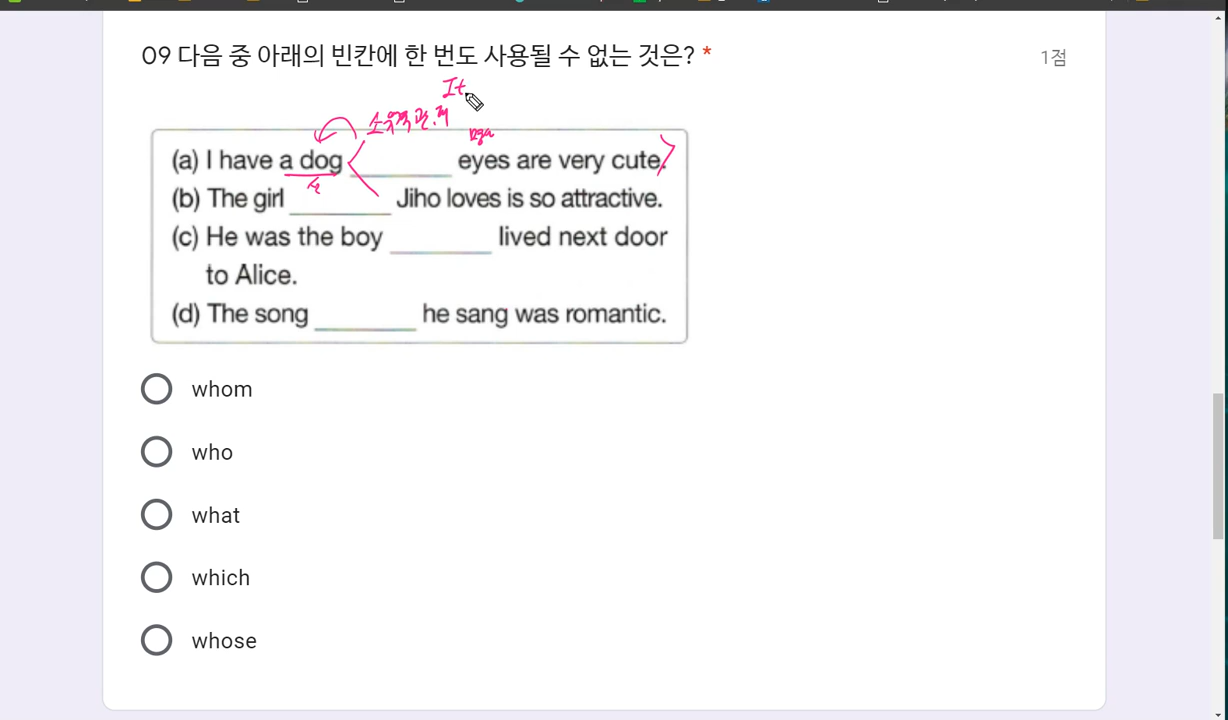 09 다음 중 아래의 빈칸에 한 번도 사용될 수 없는 것은? *
1점
It
소유격 관.대
(a) I have a dog ________ eyes are very cute.
(b) The girl ________ Jiho loves is so attractive.
(c) He was the boy ________ lived next door
to Alice.
(d) The song ________ he sang was romantic.
whom
who
what
which
whose